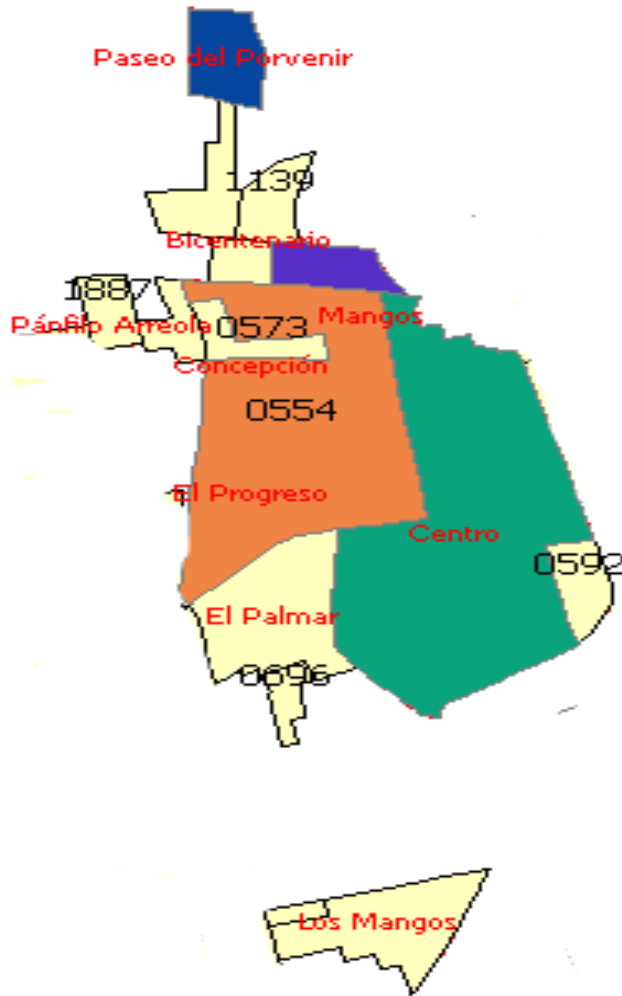 Paseo del Porvenir
1139
Bicentenario
1887
Mangos
Pánfilo Arreola
0573
Concepción
0554
El Progreso
Centro
0592
El Palmar
0696
Los Mangos